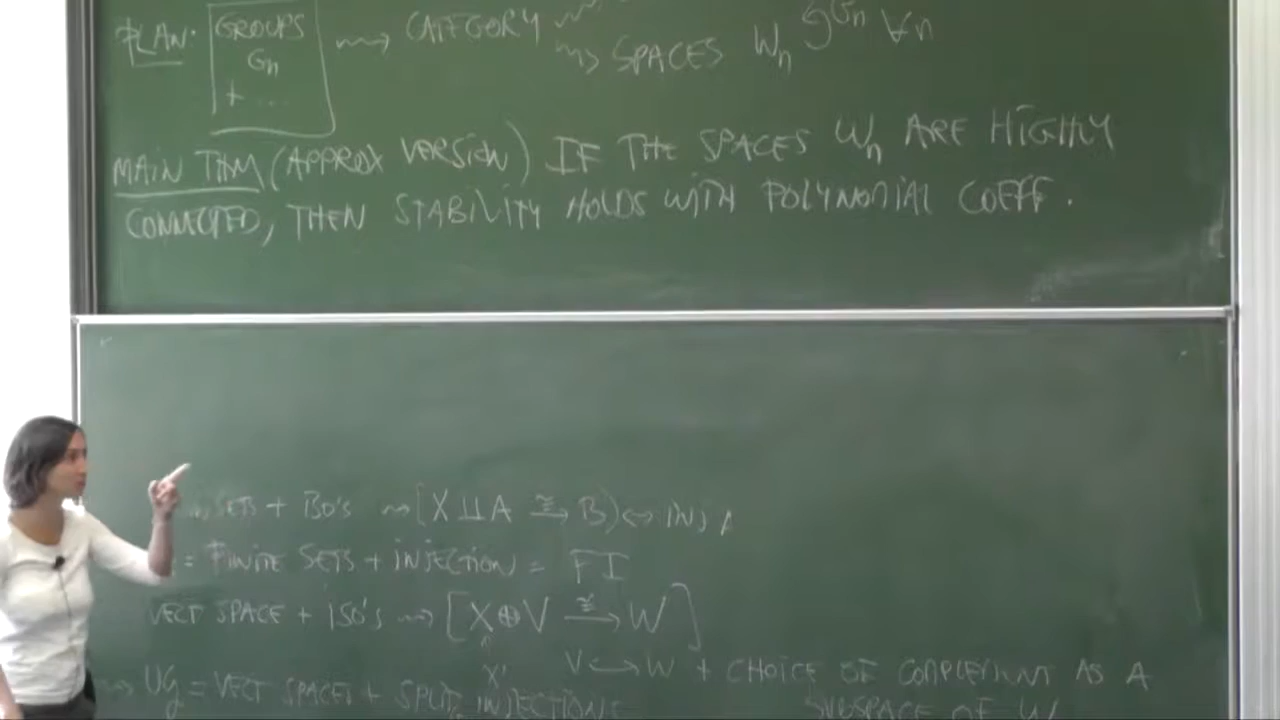 PLAN: GROUPS Gn + ... ⇝ CATEGORY ⇝
⇝ SPACES Wn ↺Gn ∀n
MAIN THM (APPROX VERSION) IF THE SPACES Wn ARE HIGHLY
CONNECTED, THEN STABILITY HOLDS WITH POLYNOMIAL COEFF.
SETS + ISO'S ⇝ [X ⊔ A ≅→ B] ↔ INJ A
= FINITE SETS + INJECTION = FI
VECT SPACE + ISO'S ⇝ [X ⊕ V ≅→ W]
X' V ↪ W + CHOICE OF COMPLEMENT AS A
⇝ UG = VECT SPACES + SPLIT INJECTIONS SUBSPACE OF W